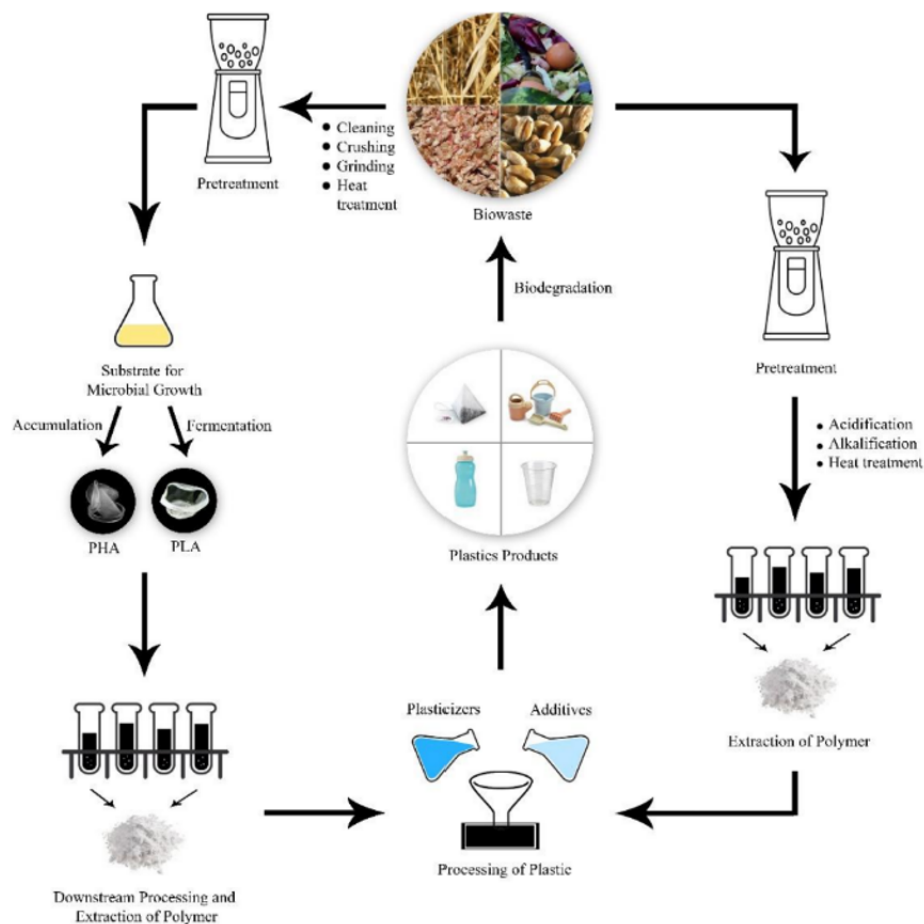 Cleaning
Crushing
Grinding
Heat
treatment
Pretreatment
Biowaste
Biodegradation
Substrate for
Microbial Growth
Accumulation
Fermentation
PHA
PLA
Pretreatment
Acidification
Alkalification
Heat treatment
Plastics Products
Plasticizers
Additives
Extraction of Polymer
Processing of Plastic
Downstream Processing and
Extraction of Polymer